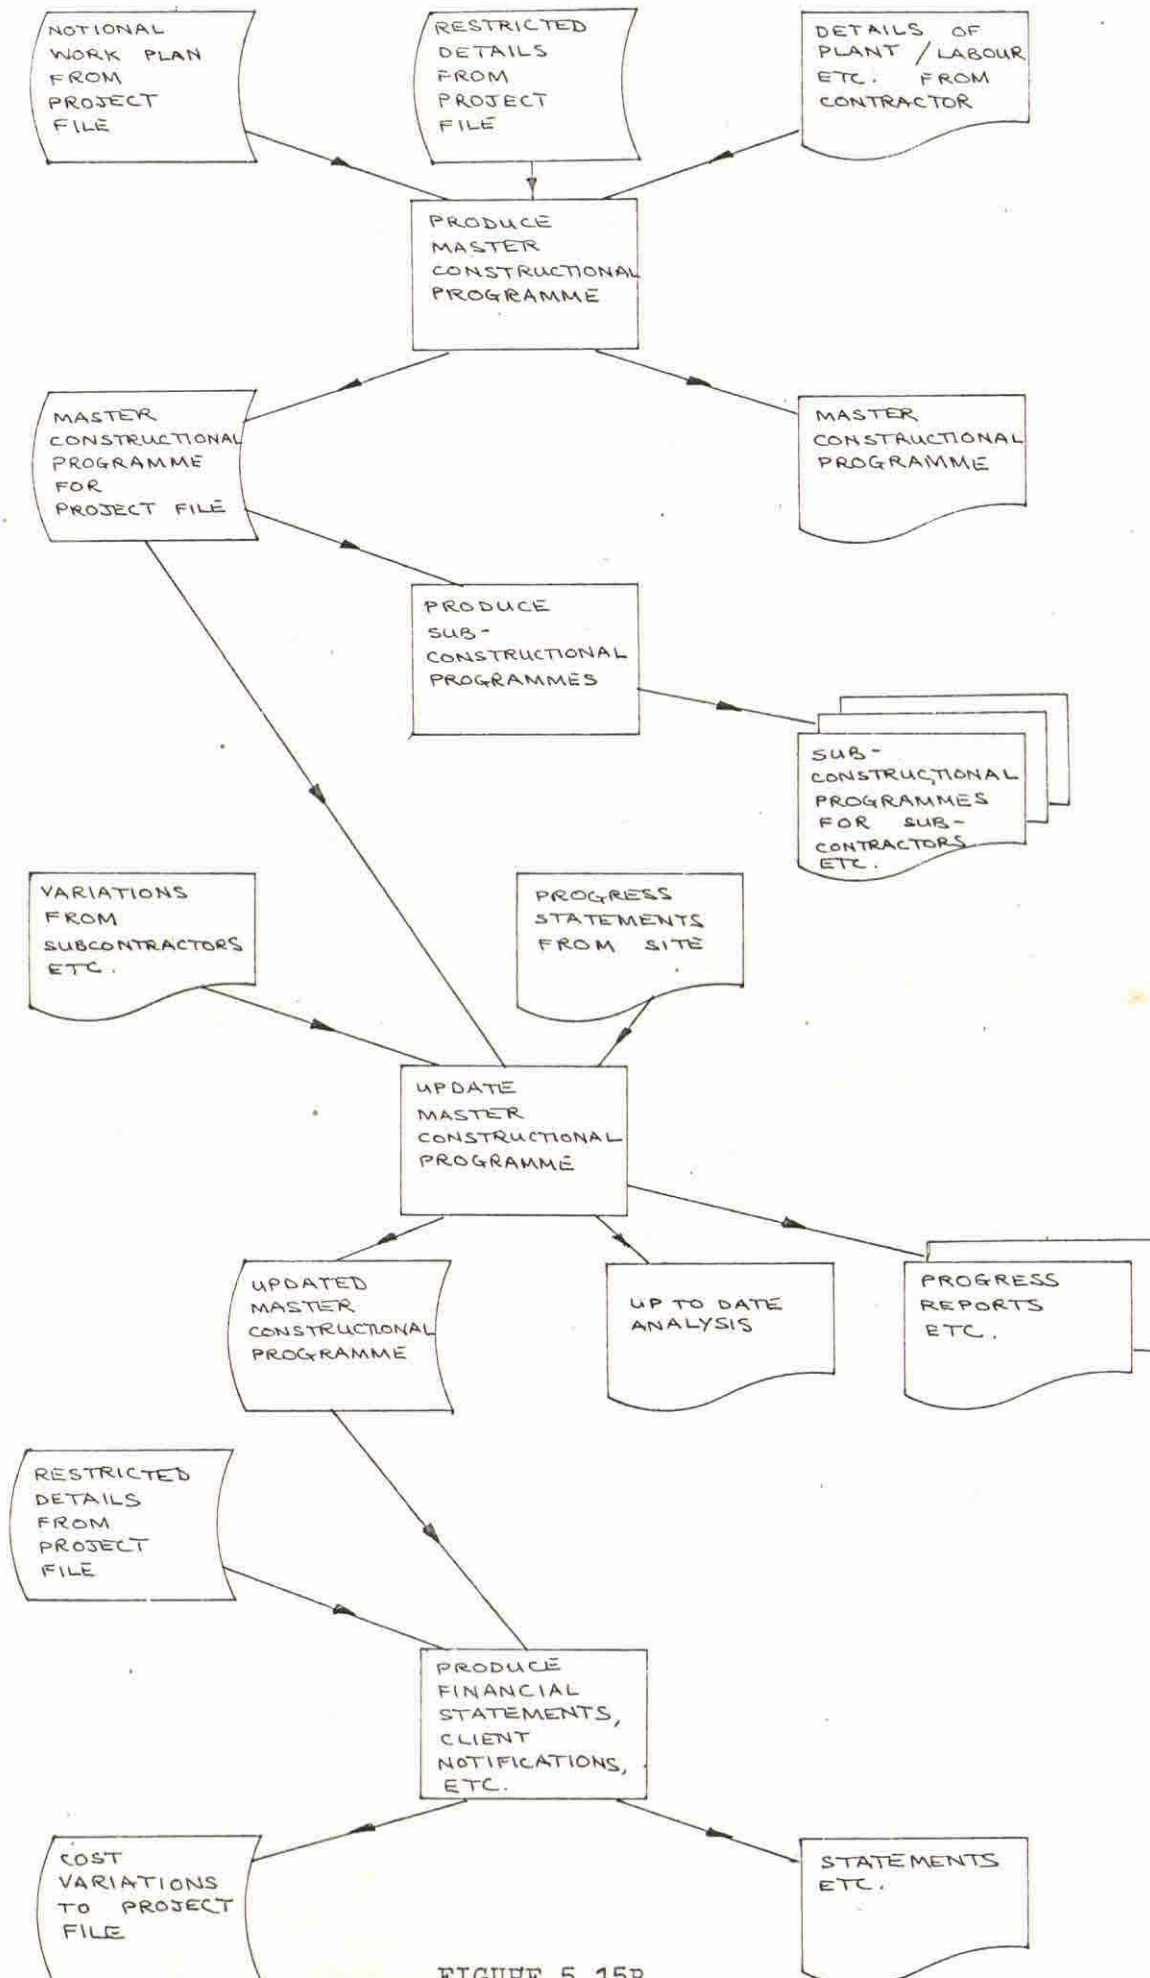 NOTIONAL
WORK PLAN
FROM
PROJECT
FILE
RESTRICTED
DETAILS
FROM
PROJECT
FILE
DETAILS OF
PLANT / LABOUR
ETC. FROM
CONTRACTOR
PRODUCE
MASTER
CONSTRUCTIONAL
PROGRAMME
MASTER
CONSTRUCTIONAL
PROGRAMME
FOR
PROJECT FILE
MASTER
CONSTRUCTIONAL
PROGRAMME
PRODUCE
SUB-
CONSTRUCTIONAL
PROGRAMMES
SUB-
CONSTRUCTIONAL
PROGRAMMES
FOR SUB-
CONTRACTORS
ETC.
VARIATIONS
FROM
SUBCONTRACTORS
ETC.
PROGRESS
STATEMENTS
FROM SITE
UPDATE
MASTER
CONSTRUCTIONAL
PROGRAMME
UPDATED
MASTER
CONSTRUCTIONAL
PROGRAMME
UP TO DATE
ANALYSIS
PROGRESS
REPORTS
ETC.
RESTRICTED
DETAILS
FROM
PROJECT
FILE
PRODUCE
FINANCIAL
STATEMENTS,
CLIENT
NOTIFICATIONS,
ETC.
COST
VARIATIONS
TO PROJECT
FILE
STATEMENTS
ETC.
FIGURE 5.15B